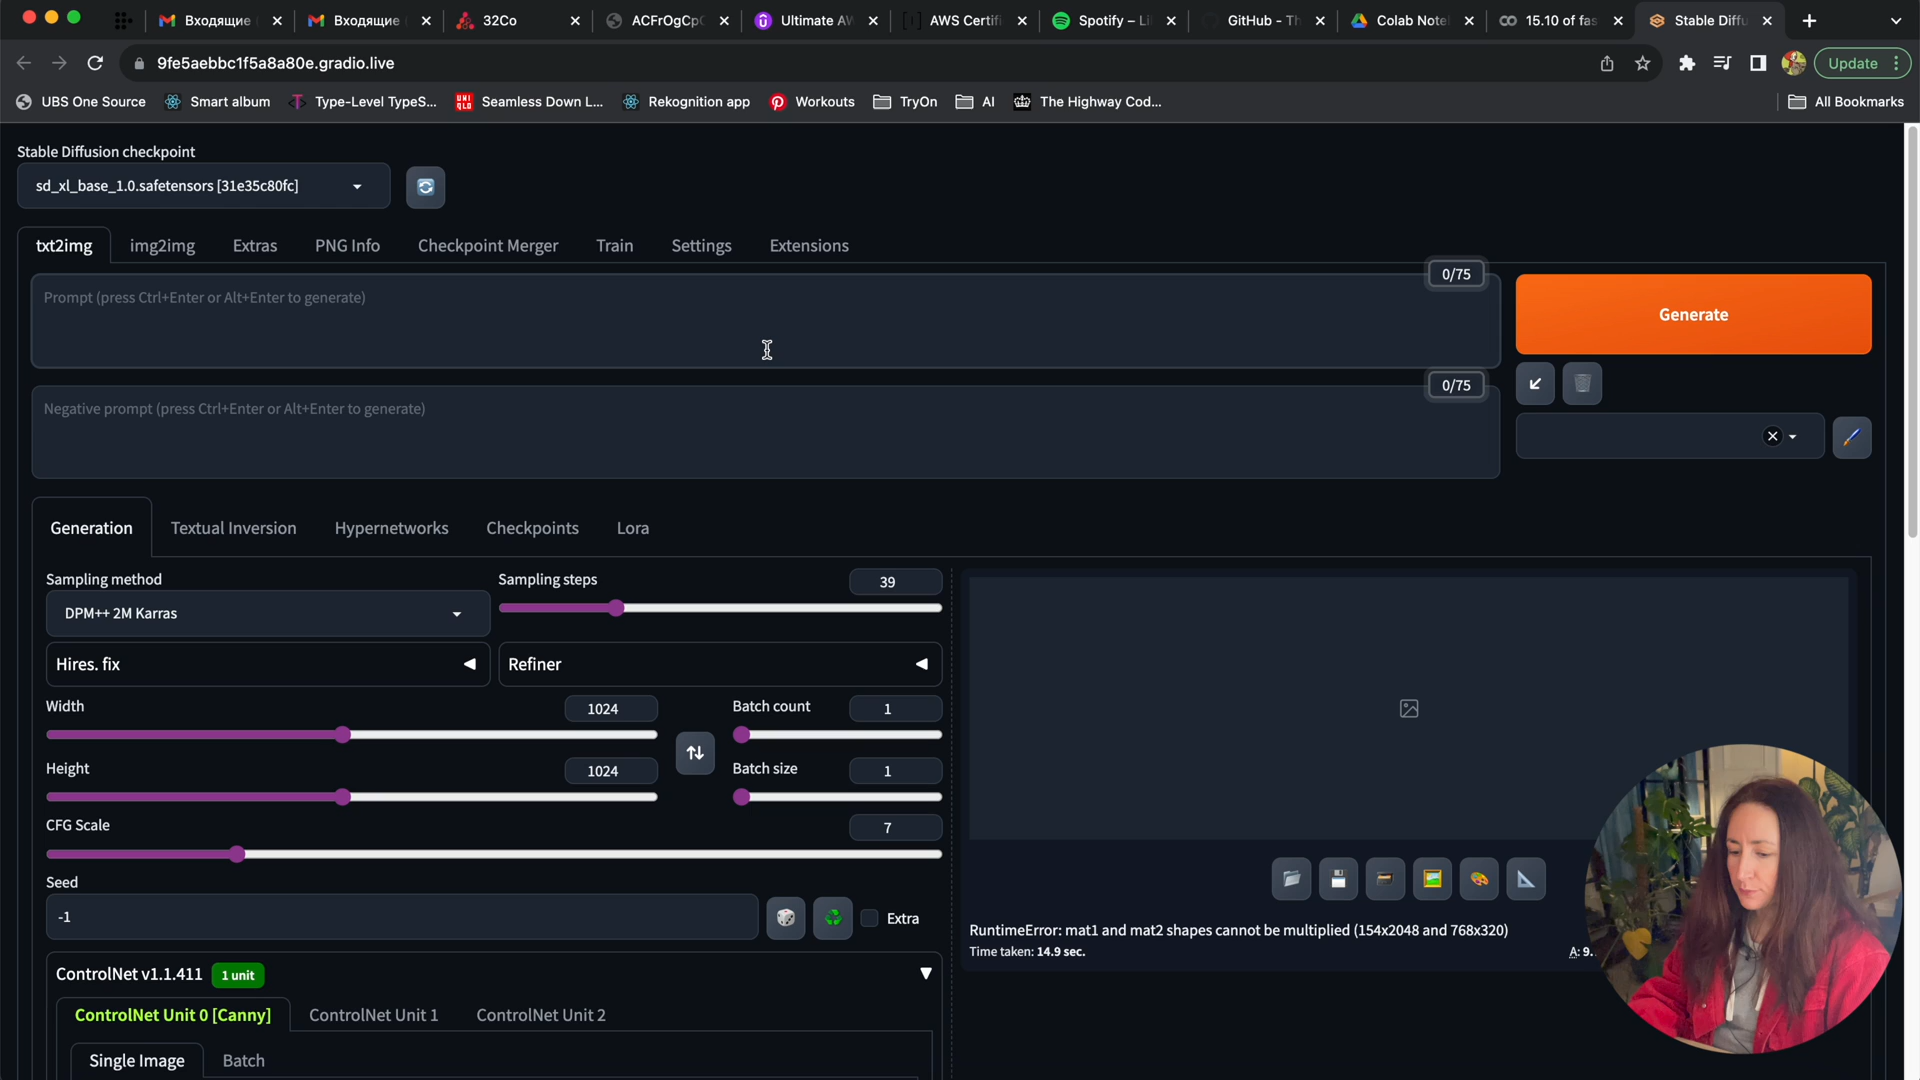 Входящие
Входящие
32Co
ACFrOgCp
Ultimate AW
AWS Certifi
Spotify – Li
GitHub - Th
Colab Note
15.10 of fas
Stable Diffu
9fe5aebbc1f5a8a80e.gradio.live
Update
UBS One Source
Smart album
Type-Level TypeS...
UNI QLO
Seamless Down L...
Rekognition app
Workouts
TryOn
AI
The Highway Cod...
All Bookmarks
Stable Diffusion checkpoint
sd_xl_base_1.0.safetensors [31e35c80fc]
txt2img
img2img
Extras
PNG Info
Checkpoint Merger
Train
Settings
Extensions
0/75
Prompt (press Ctrl+Enter or Alt+Enter to generate)
Generate
0/75
Negative prompt (press Ctrl+Enter or Alt+Enter to generate)
Generation
Textual Inversion
Hypernetworks
Checkpoints
Lora
Sampling method
DPM++ 2M Karras
Sampling steps
39
Hires. fix
Refiner
Width
1024
Batch count
1
Height
1024
Batch size
1
CFG Scale
7
Seed
-1
Extra
RuntimeError: mat1 and mat2 shapes cannot be multiplied (154x2048 and 768x320)
Time taken: 14.9 sec.
A: 9.
ControlNet v1.1.411
1 unit
ControlNet Unit 0 [Canny]
ControlNet Unit 1
ControlNet Unit 2
Single Image
Batch